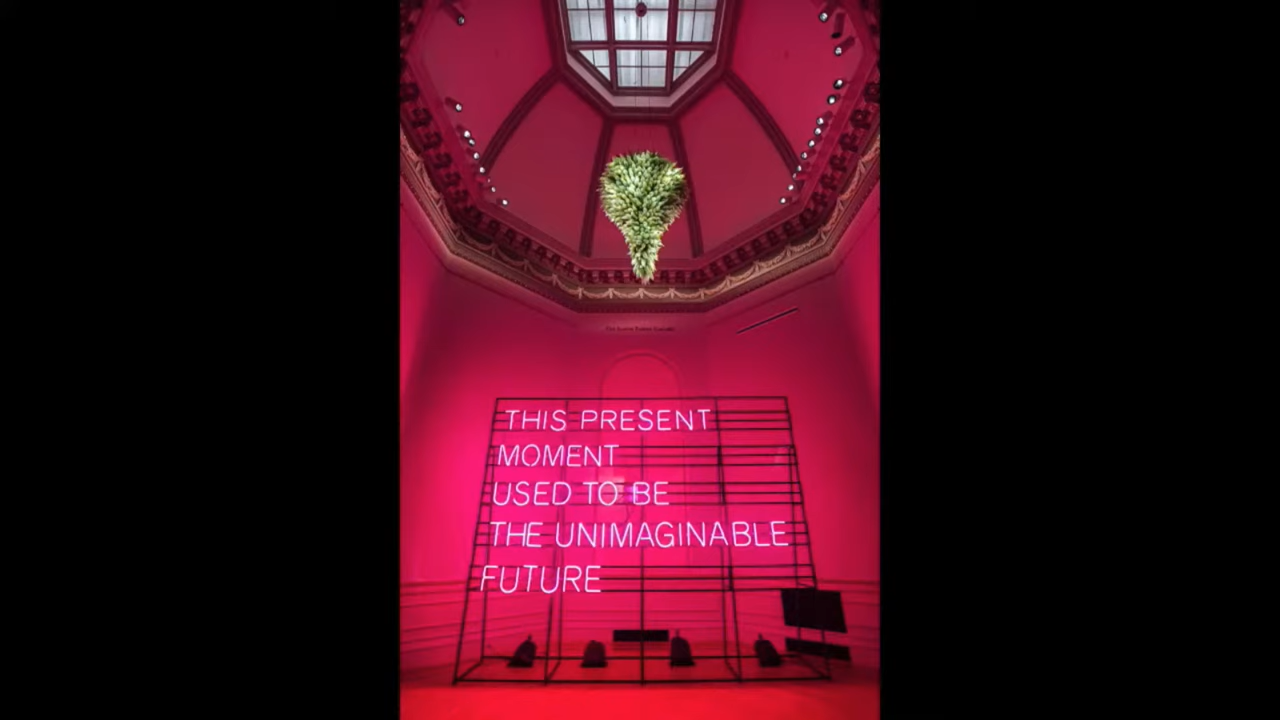 THIS PRESENT
MOMENT
USED TO BE
THE UNIMAGINABLE
FUTURE